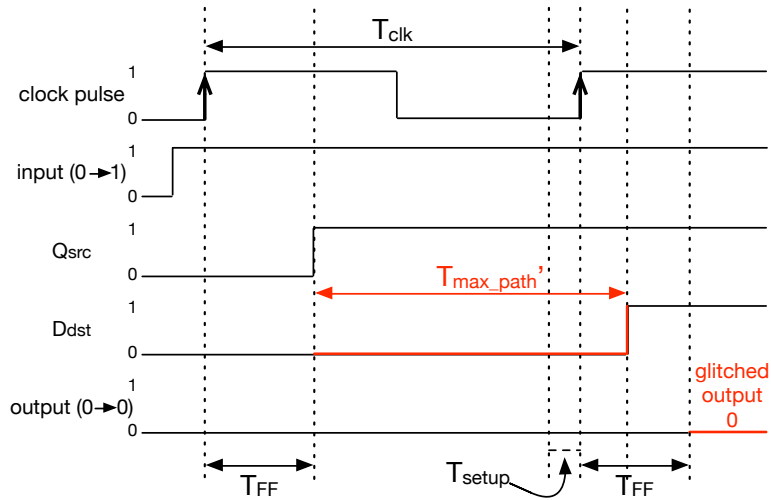 Tclk
1
clock pulse
0
1
input (0→1)
0
1
Qsrc
0
Tmax_path’
1
Ddst
0
glitched
output
0
1
output (0→0)
0
TFF
Tsetup
TFF